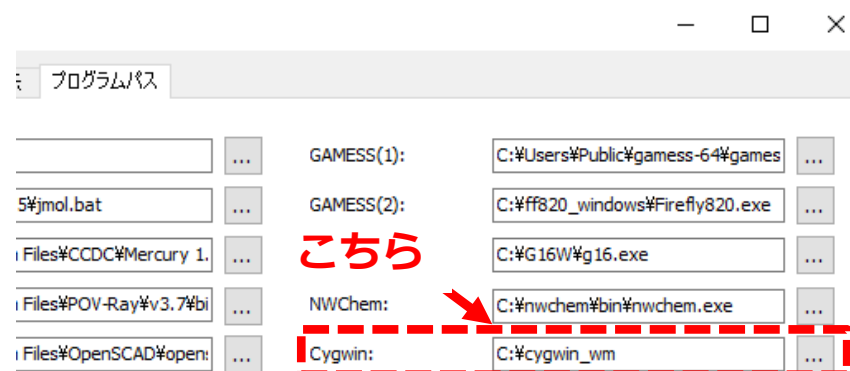 プログラムパス
... GAMESS(1): C:¥Users¥Public¥gamess-64¥games ...
5¥jmol.bat ... GAMESS(2): C:¥ff820_windows¥Firefly820.exe ...
Files¥CCDC¥Mercury 1. ... こちら C:¥G16W¥g16.exe ...
Files¥POV-Ray¥v3.7¥bi ... NWChem: C:¥nwchem¥bin¥nwchem.exe ...
Files¥OpenSCAD¥open ... Cygwin: C:¥cygwin_wm ...